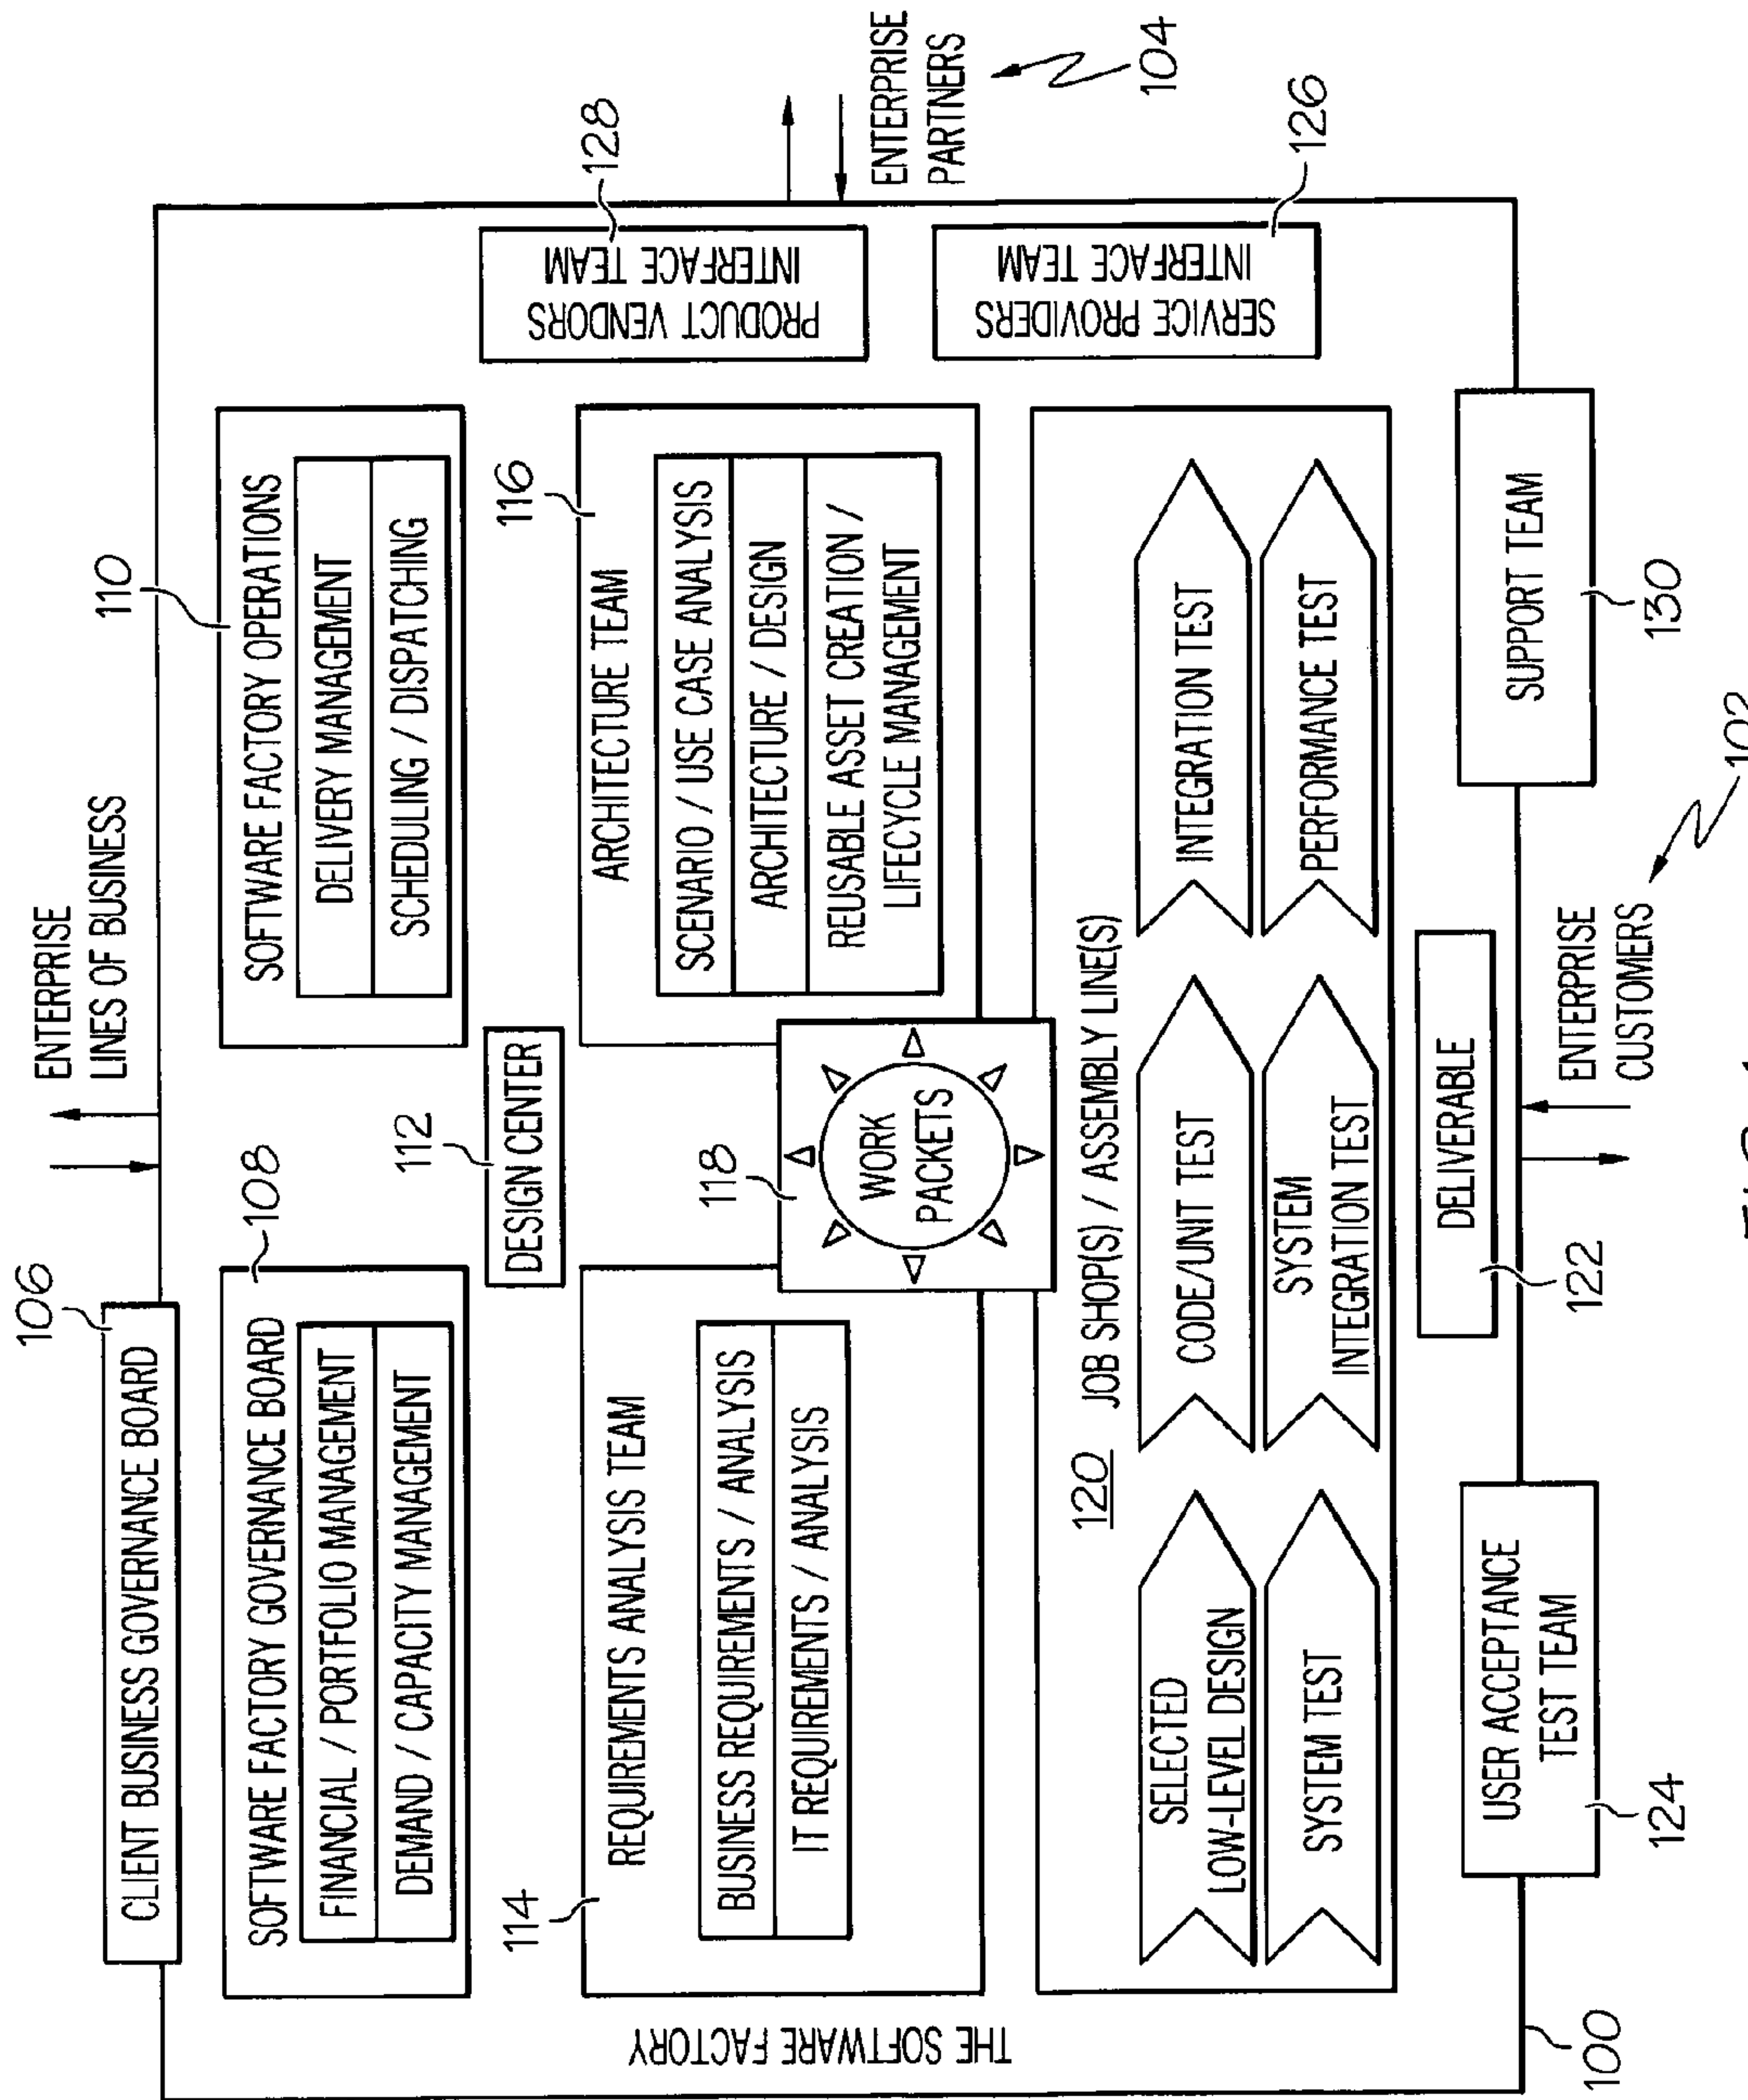 ENTERPRISE
LINES OF BUSINESS
106
CLIENT BUSINESS GOVERNANCE BOARD
108
SOFTWARE FACTORY GOVERNANCE BOARD
FINANCIAL / PORTFOLIO MANAGEMENT
DEMAND / CAPACITY MANAGEMENT
110
SOFTWARE FACTORY OPERATIONS
DELIVERY MANAGEMENT
SCHEDULING / DISPATCHING
112
DESIGN CENTER
114
REQUIREMENTS ANALYSIS TEAM
BUSINESS REQUIREMENTS / ANALYSIS
IT REQUIREMENTS / ANALYSIS
118
WORK
PACKETS
116
ARCHITECTURE TEAM
SCENARIO / USE CASE ANALYSIS
ARCHITECTURE / DESIGN
REUSABLE ASSET CREATION /
LIFECYCLE MANAGEMENT
128
PRODUCT VENDORS
INTERFACE TEAM
ENTERPRISE
PARTNERS
104
SERVICE PROVIDERS
INTERFACE TEAM
126
THE SOFTWARE FACTORY
120
JOB SHOP(S) / ASSEMBLY LINE(S)
SELECTED
LOW-LEVEL DESIGN
CODE/UNIT TEST
INTEGRATION TEST
SYSTEM TEST
SYSTEM
INTEGRATION TEST
PERFORMANCE TEST
DELIVERABLE
122
USER ACCEPTANCE
TEST TEAM
124
SUPPORT TEAM
130
ENTERPRISE
CUSTOMERS
102
100